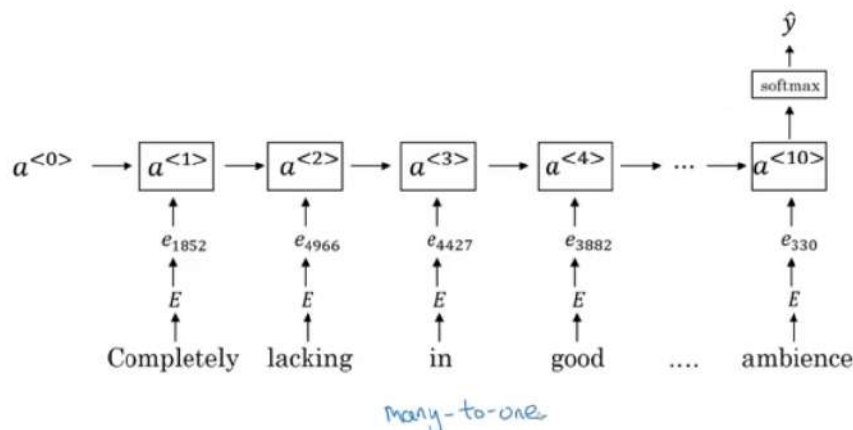 ŷ
softmax
a<0> a<1> a<2> a<3> a<4> ... a<10>
e1852 e4966 e4427 e3882 e330
E E E E E
Completely lacking in good .... ambience
many-to-one